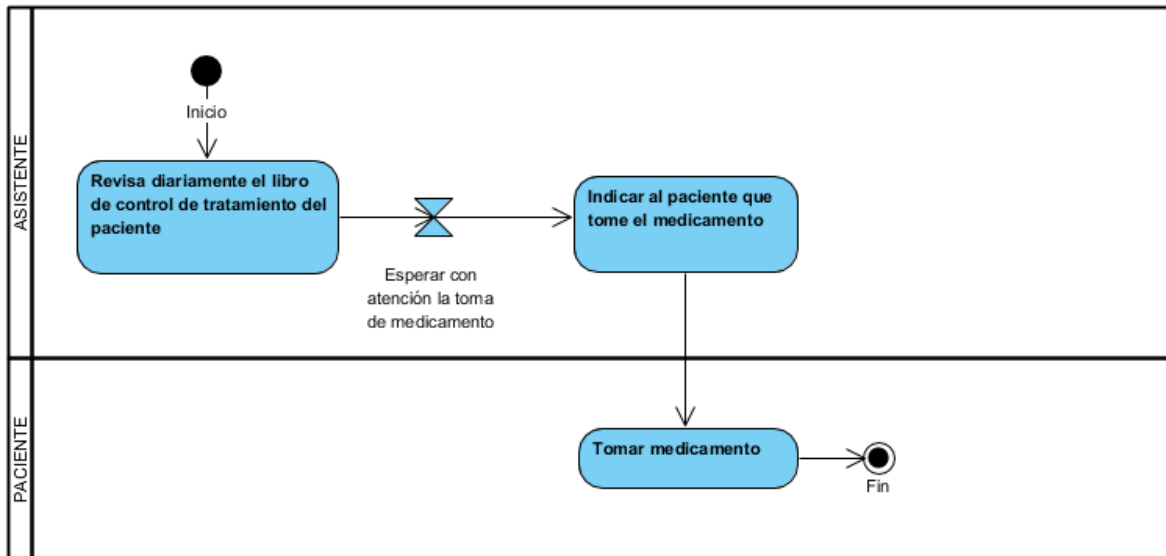 ASISTENTE
Inicio
Revisa diariamente el libro
de control de tratamiento del
paciente
Esperar con
atención la toma
de medicamento
Indicar al paciente que
tome el medicamento
PACIENTE
Tomar medicamento
Fin